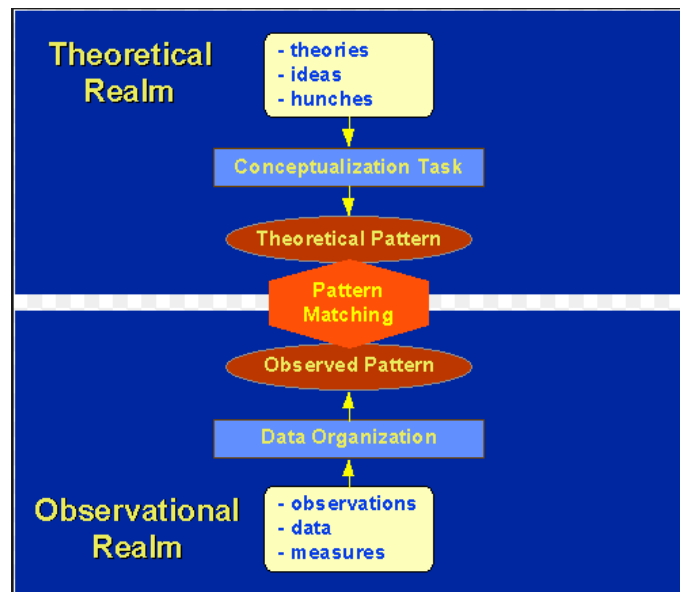 Theoretical
Realm
- theories
- ideas
- hunches
Conceptualization Task
Theoretical Pattern
Pattern
Matching
Observed Pattern
Data Organization
Observational
Realm
- observations
- data
- measures